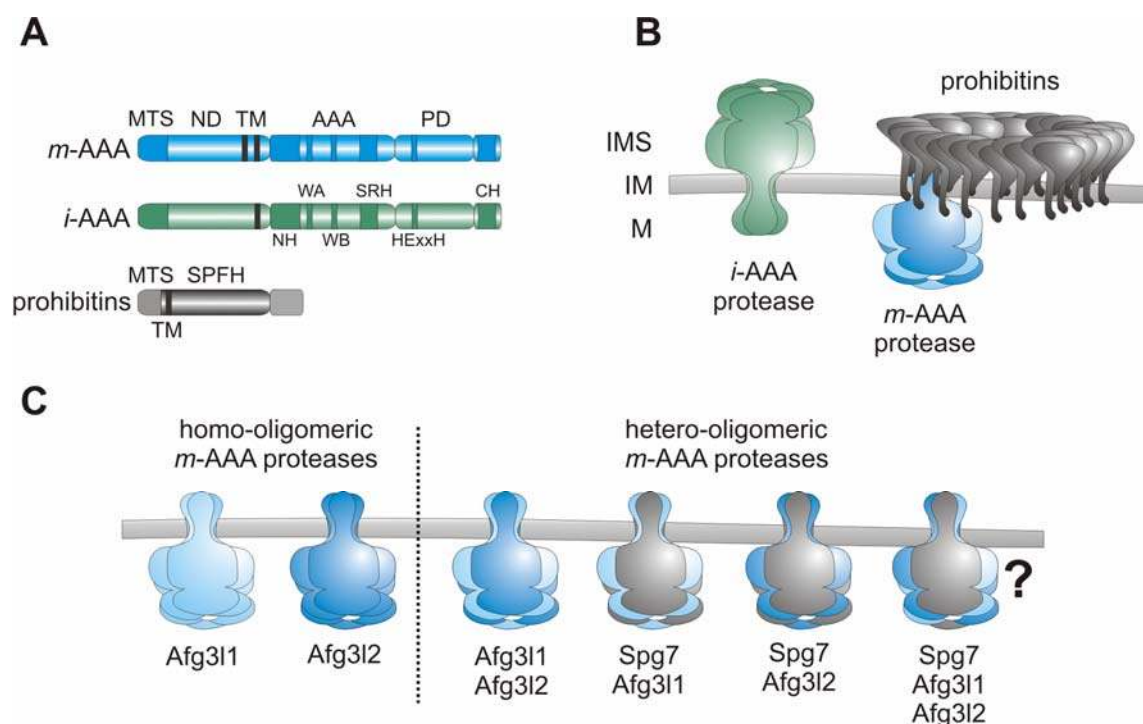 A
MTS ND TM AAA PD
m-AAA
WA SRH CH
i-AAA
NH WB HExxH
MTS SPFH
prohibitins
TM
B
prohibitins
IMS
IM
M
i-AAA
protease
m-AAA
protease
C
homo-oligomeric
m-AAA proteases
hetero-oligomeric
m-AAA proteases
?
Afg3l1
Afg3l2
Afg3l1
Afg3l2
Spg7
Afg3l1
Spg7
Afg3l2
Spg7
Afg3l1
Afg3l2